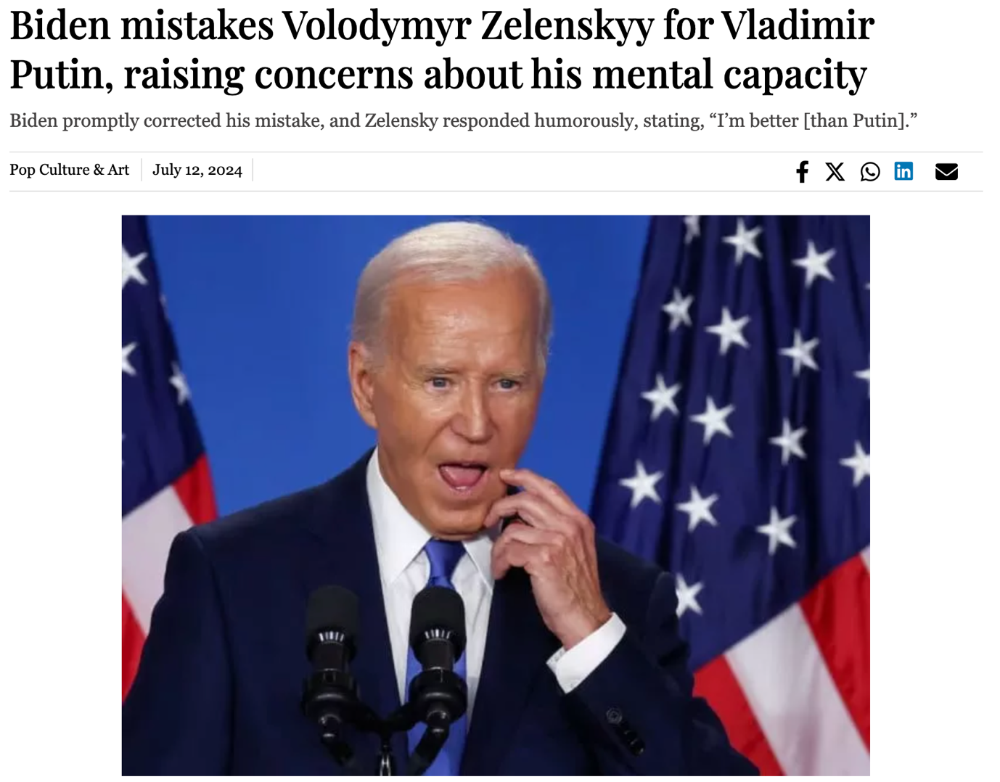 Biden mistakes Volodymyr Zelenskyy for Vladimir
Putin, raising concerns about his mental capacity
Biden promptly corrected his mistake, and Zelensky responded humorously, stating, “I’m better [than Putin].”
Pop Culture & Art July 12, 2024